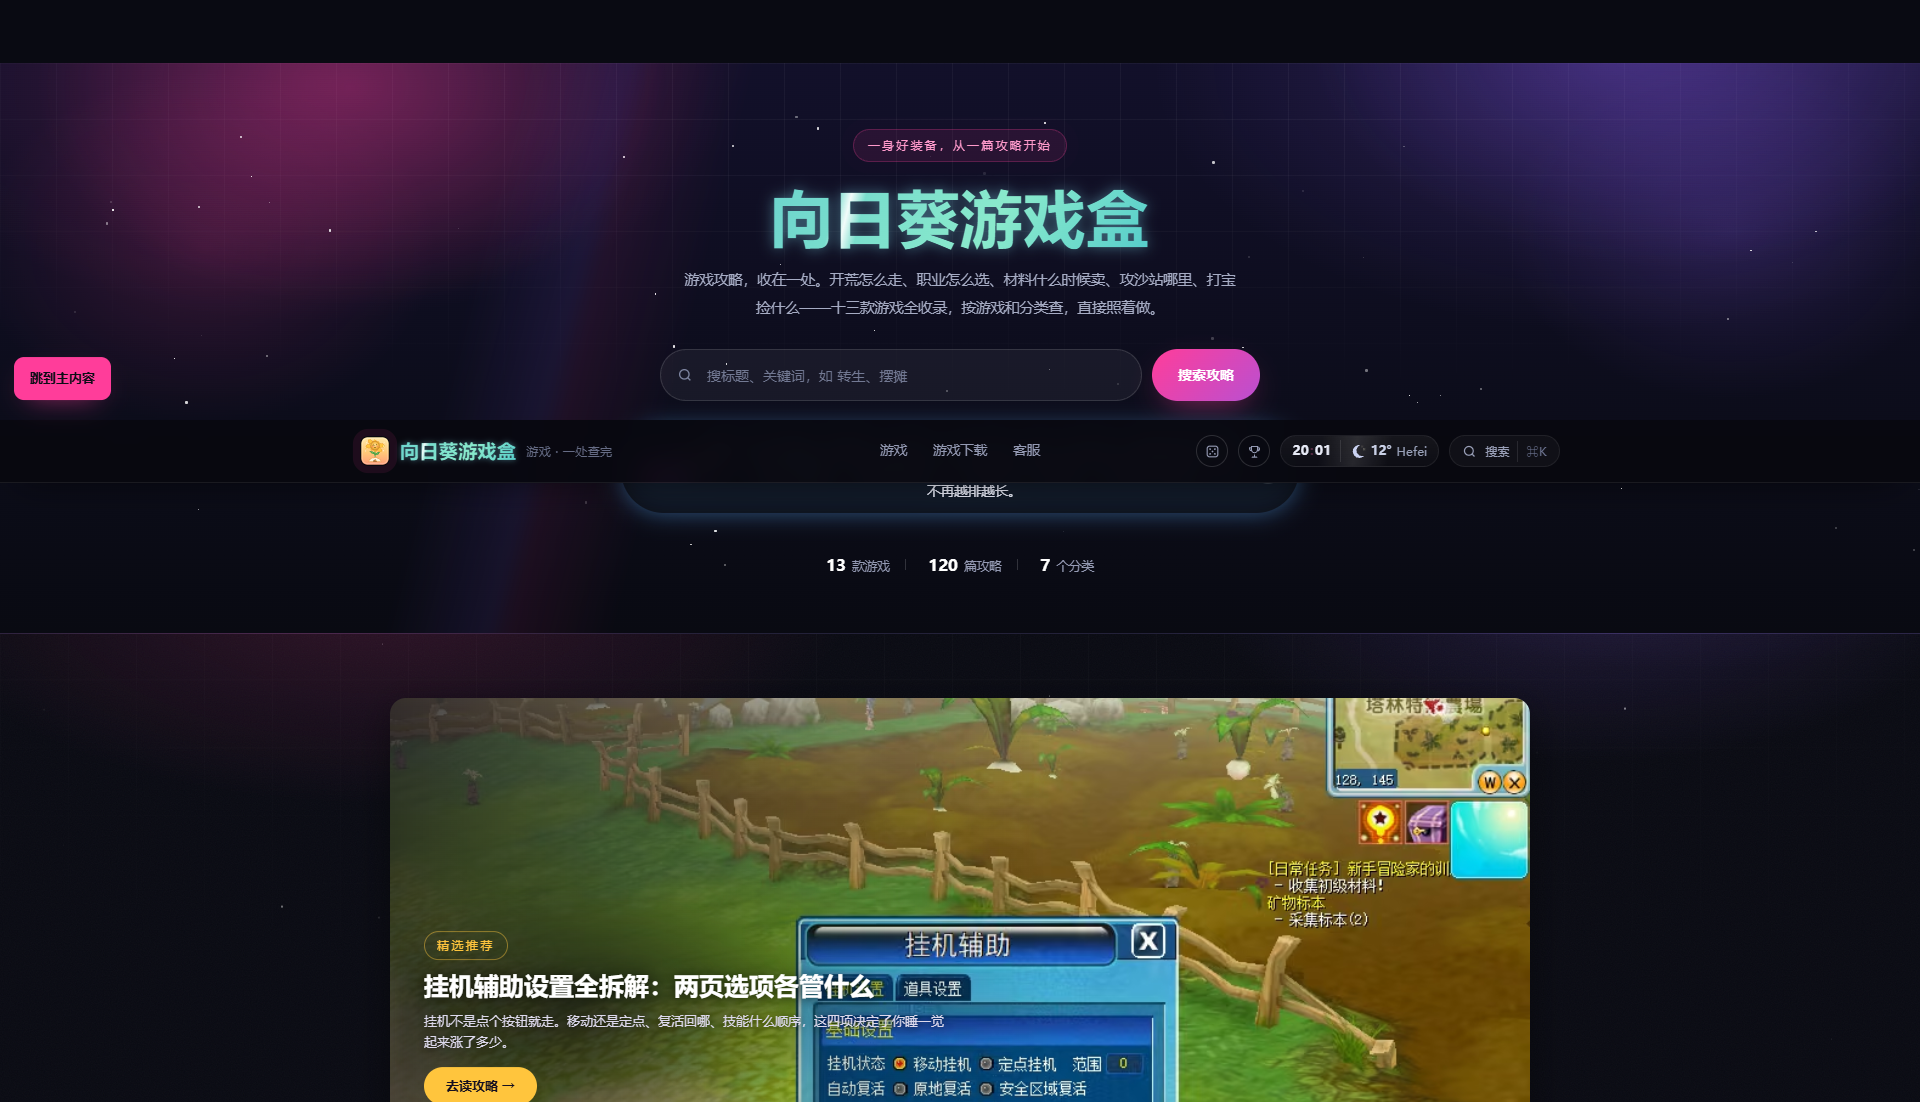 一身好装备，从一篇攻略开始
向日葵游戏盒
游戏攻略，收在一处。开荒怎么走、职业怎么选、材料什么时候卖、攻沙站哪里、打宝
捡什么——十三款游戏全收录，按游戏和分类查，直接照着做。
跳到主内容
搜标题、关键词，如 转生、摆摊
搜索攻略
向日葵游戏盒 游戏 · 一处查完
游戏 游戏下载 客服
20:01 12° Hefei 搜索 ⌘K
不再越排越长。
13 款游戏 120 篇攻略 7 个分类
128, 145
W X
[日常任务] 新手冒险家的训
- 收集初级材料!
矿物标本
- 采集标本(2)
精选推荐
挂机辅助 X
挂机辅助设置全拆解：两页选项各管什么
道具设置
挂机不是点个按钮就走。移动还是定点、复活回哪、技能什么顺序，这四项决定了你睡一觉
起来涨了多少。
基础设置
挂机状态 移动挂机 定点挂机 范围 0
去读攻略 →
自动复活 原地复活 安全区域复活